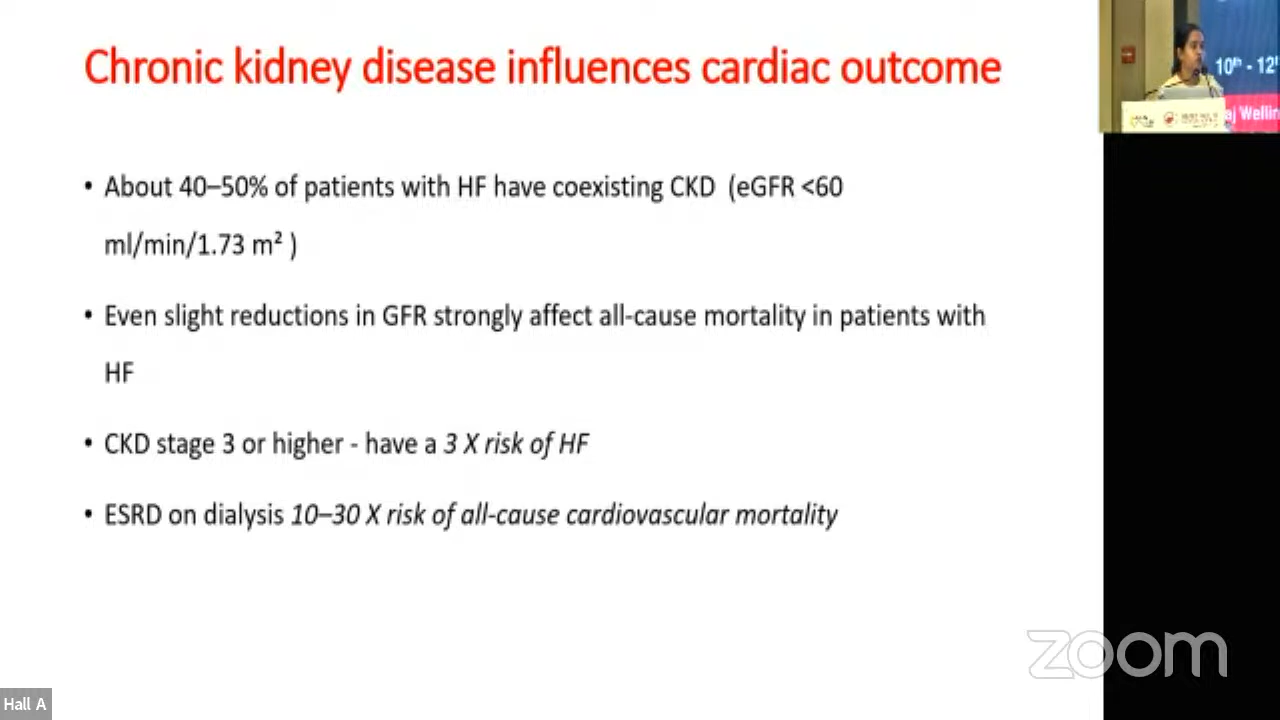 Chronic kidney disease influences cardiac outcome
• About 40–50% of patients with HF have coexisting CKD (eGFR <60
ml/min/1.73 m² )
• Even slight reductions in GFR strongly affect all-cause mortality in patients with
HF
• CKD stage 3 or higher - have a 3 X risk of HF
• ESRD on dialysis 10–30 X risk of all-cause cardiovascular mortality
10th - 12t
aj Wellin
zoom
Hall A